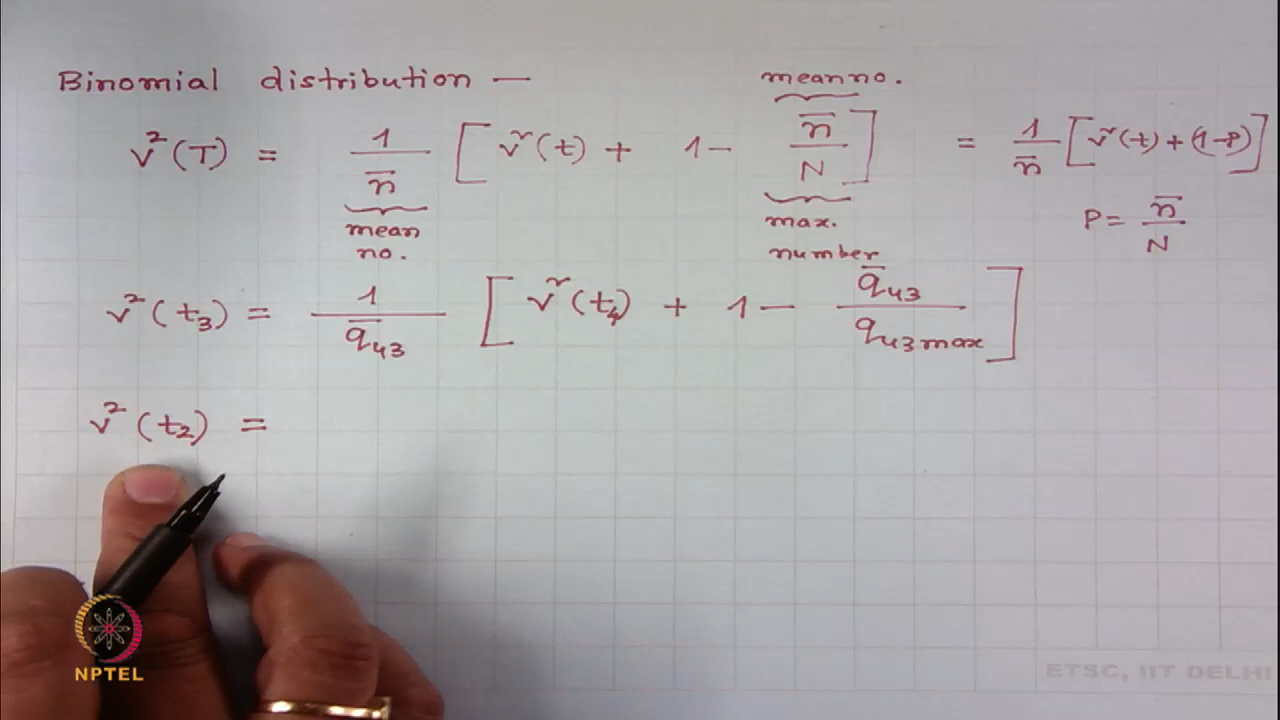 Binomial distribution —
v²(T) = 1/n̅ [v²(t) + 1 − n̅/N] = 1/n̅ [v²(t) + (1−P)]
mean no.
mean no.
max. number
P = n̅/N
v²(t₃) = 1/q̅₄₃ [v²(t₄) + 1 − q̅₄₃/q₄₃max]
v²(t₂) =
NPTEL
ETSC, IIT DELHI